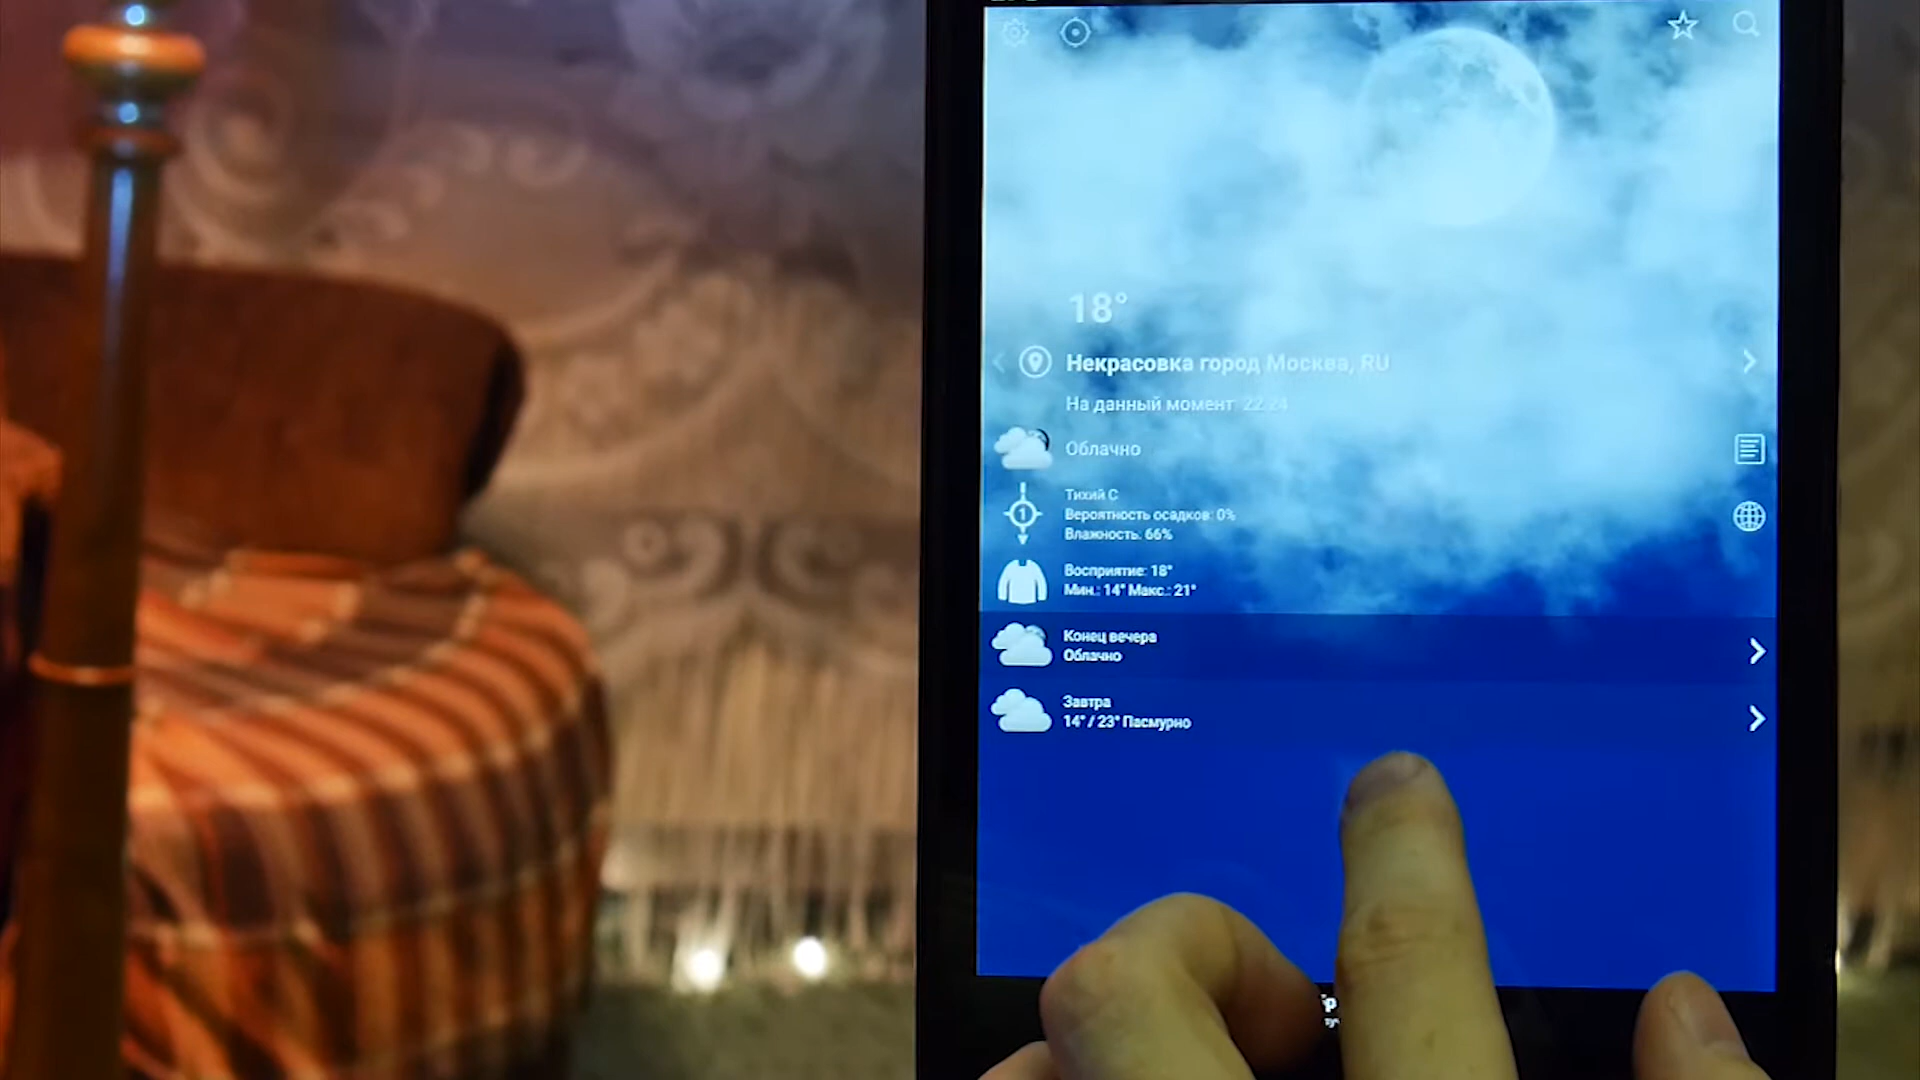 18°
Некрасовка город Москва, RU
На данный момент: 22:24
Облачно
Тихий С
1
Вероятность осадков: 0%
Влажность: 66%
Восприятие: 18°
Мин.: 14° Макс.: 21°
Конец вечера
Облачно
Завтра
14° / 23° Пасмурно